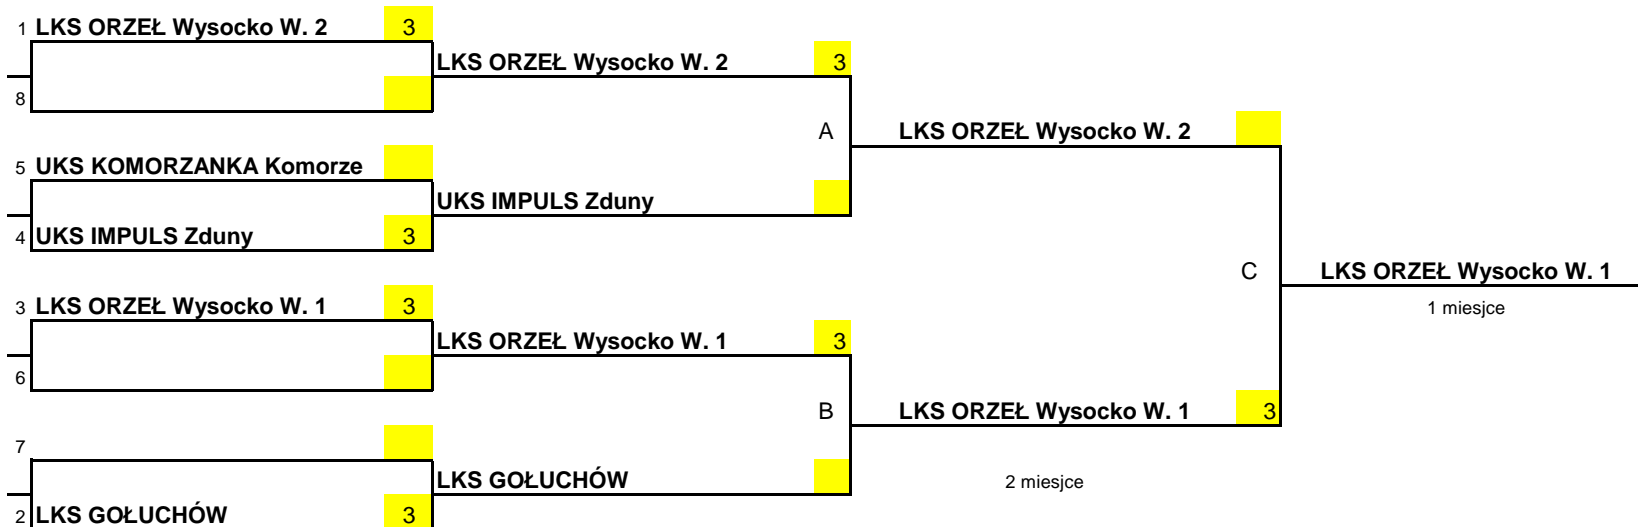 1 LKS ORZEŁ Wysocko W. 2 3
LKS ORZEŁ Wysocko W. 2 3
8
A LKS ORZEŁ Wysocko W. 2
5 UKS KOMORZANKA Komorze
UKS IMPULS Zduny
4 UKS IMPULS Zduny 3
C LKS ORZEŁ Wysocko W. 1
3 LKS ORZEŁ Wysocko W. 1 3
1 miesjce
LKS ORZEŁ Wysocko W. 1 3
6
B LKS ORZEŁ Wysocko W. 1 3
7
LKS GOŁUCHÓW
2 miesjce
2 LKS GOŁUCHÓW 3